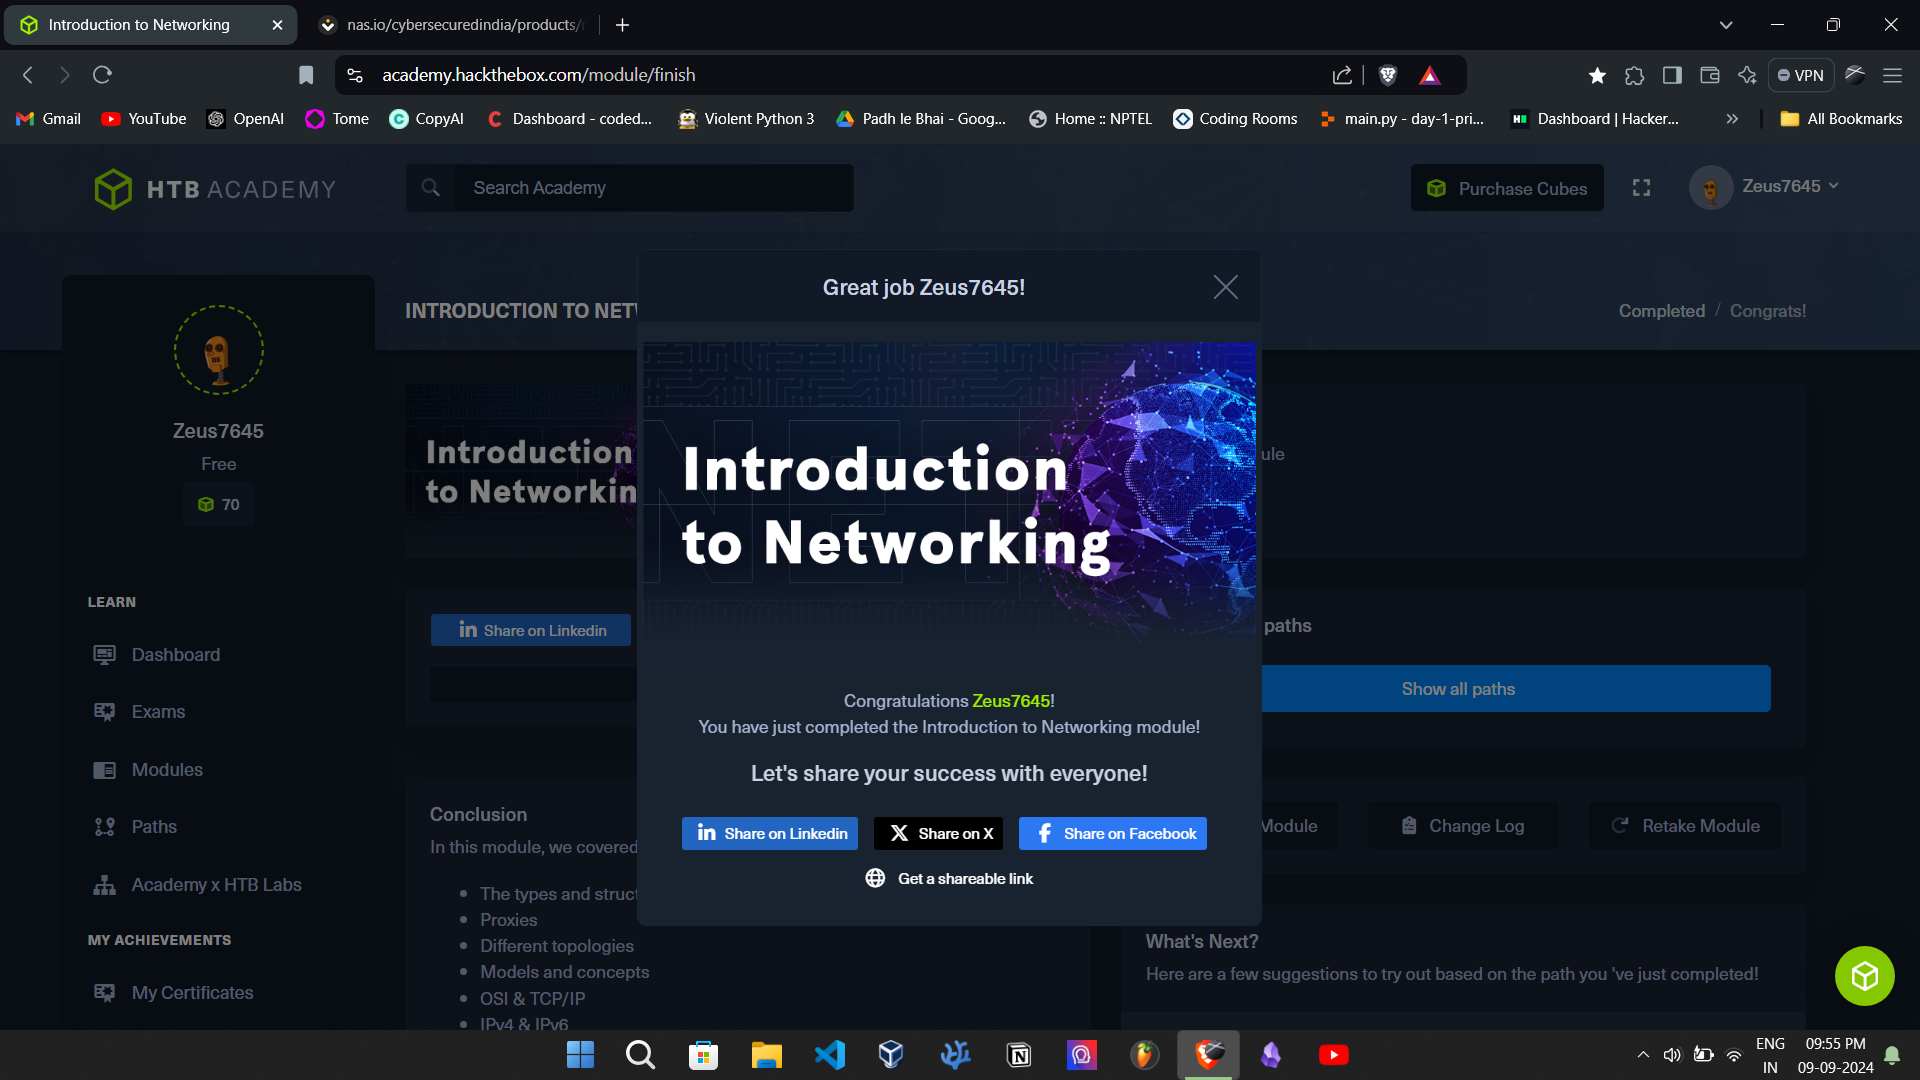 Introduction to Networking
nas.io/cybersecuredindia/products/
academy.hackthebox.com/module/finish
VPN
Gmail
YouTube
OpenAI
Tome
CopyAI
Dashboard - coded...
Violent Python 3
Padh le Bhai - Goog...
Home :: NPTEL
Coding Rooms
main.py - day-1-pri...
Dashboard | Hacker...
All Bookmarks
HTB ACADEMY
Search Academy
Purchase Cubes
Zeus7645
Great job Zeus7645!
INTRODUCTION TO NET
Completed / Congrats!
Zeus7645
Free
70
Introduction
to Networkin
ule
Introduction
to Networking
LEARN
Dashboard
Exams
Modules
Paths
Academy x HTB Labs
MY ACHIEVEMENTS
My Certificates
Share on Linkedin
paths
Show all paths
Congratulations Zeus7645!
You have just completed the Introduction to Networking module!
Let's share your success with everyone!
Share on Linkedin
Share on X
Share on Facebook
Get a shareable link
Module
Change Log
Retake Module
Conclusion
In this module, we covered
The types and struct
Proxies
Different topologies
Models and concepts
OSI & TCP/IP
IPv4 & IPv6
What's Next?
Here are a few suggestions to try out based on the path you 've just completed!
ENG
IN
09:55 PM
09-09-2024